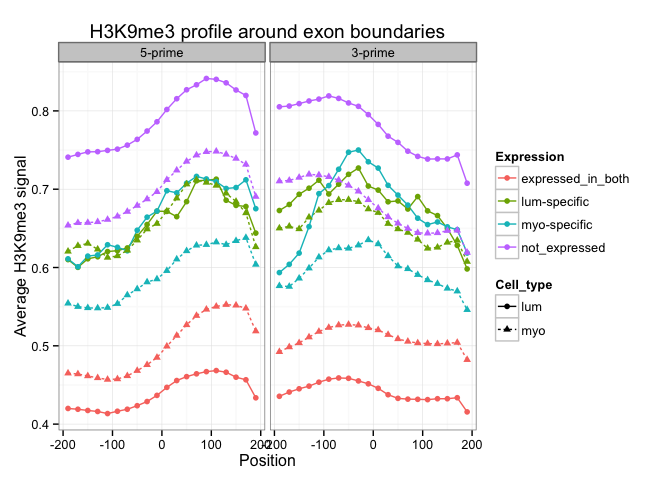 H3K9me3 profile around exon boundaries
5-prime 3-prime
Average H3K9me3 signal
0.8
0.7
0.6
0.5
0.4
-200 -100 0 100 200 -200 -100 0 100 200
Position
Expression
expressed_in_both
lum-specific
myo-specific
not_expressed
Cell_type
lum
myo